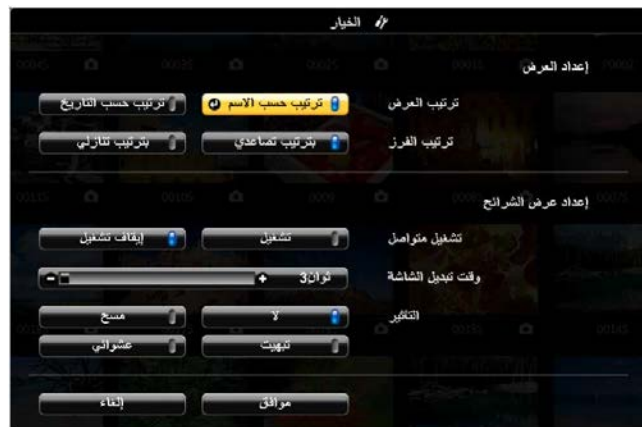 الخيار
إعداد العرض
ترتيب العرض ترتيب حسب الاسم ترتيب حسب التاريخ
ترتيب الفرز بترتيب تصاعدي بترتيب تنازلي
إعداد عرض الشرائح
تشغيل متواصل تشغيل إيقاف تشغيل
وقت تبديل الشاشة 3ثوان
التأثير لا مسح
تبهيت عشوائي
موافق إلغاء